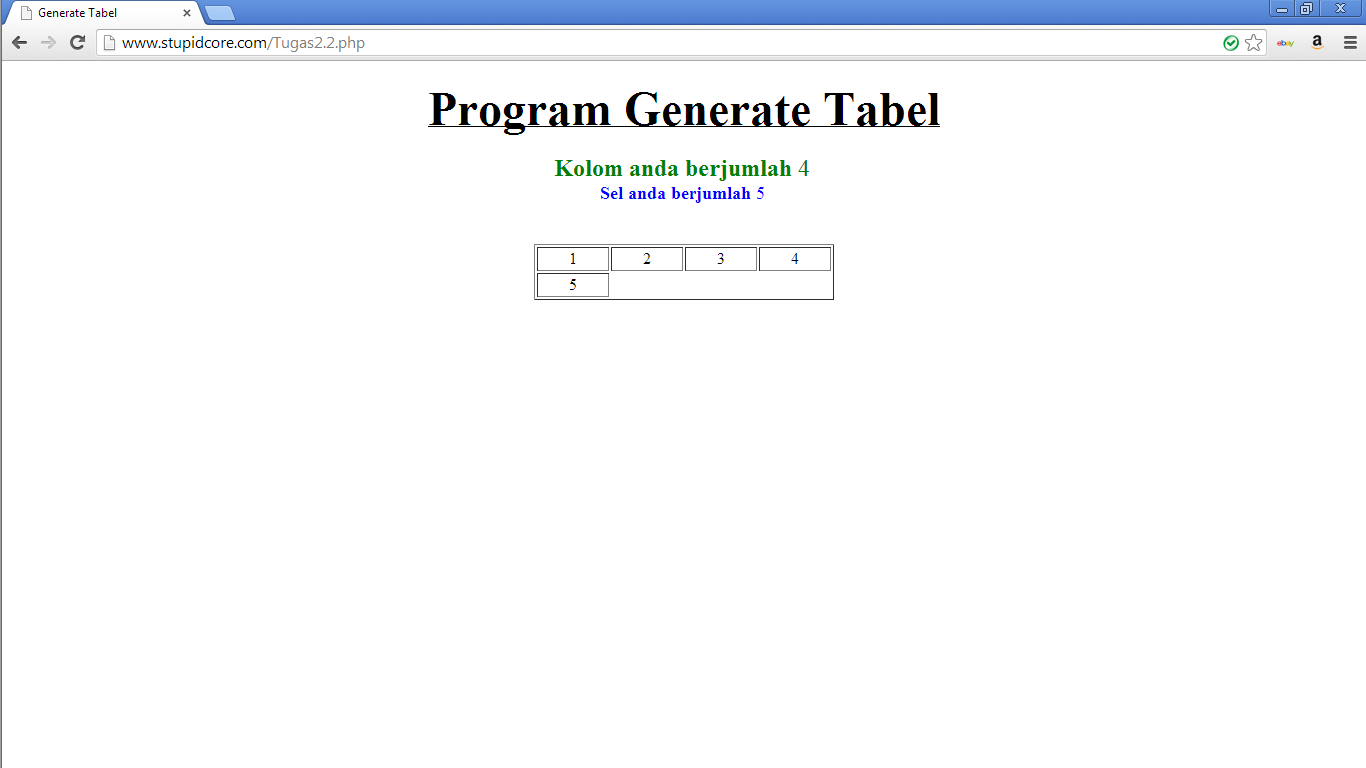 Generate Tabel
www.stupidcore.com/Tugas2.2.php
ebay a
Program Generate Tabel
Kolom anda berjumlah 4
Sel anda berjumlah 5
1 2 3 4
5